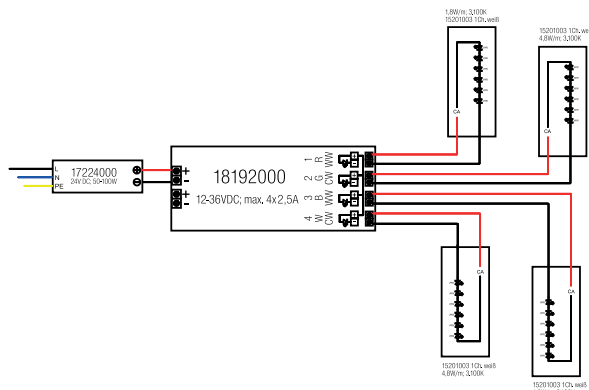 1,8W/m; 3,100K
15201003 1Ch. weiß
15201003 1Ch. we
4,8W/m; 3,100K
CA
CA
L
N
PE
17224000
24V DC; 50-100W
+
-
+
-
18192000
12-36VDC; max. 4x2,5A
1 R WW
2 G CW
3 B WW
4 W CW
CA
CA
15201003 1Ch. weiß
4,8W/m; 3,100K
15201003 1Ch. weiß